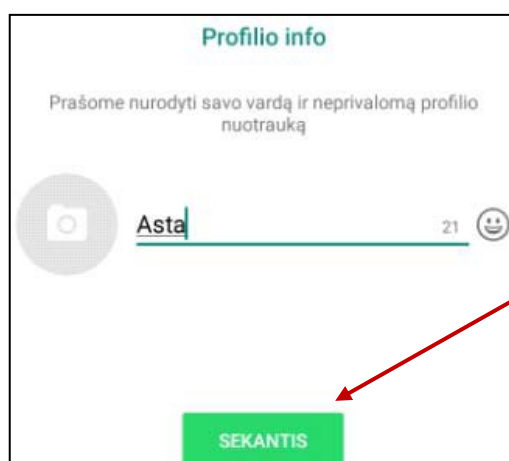 Profilio info
Prašome nurodyti savo vardą ir neprivalomą profilio
nuotrauką
Asta
21
SEKANTIS